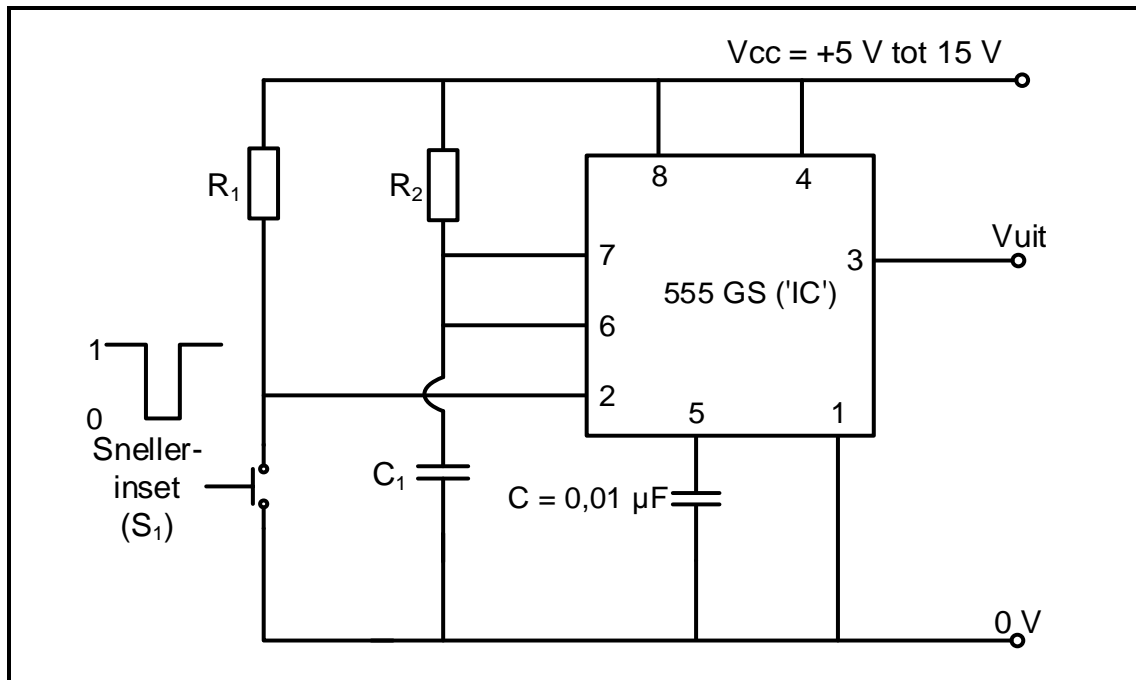 Vcc = +5 V tot 15 V
R₁
R₂
8
4
7
3
Vuit
555 GS ('IC')
6
1
2
0
5
1
Sneller-
inset
(S₁)
C₁
C = 0,01 µF
0 V